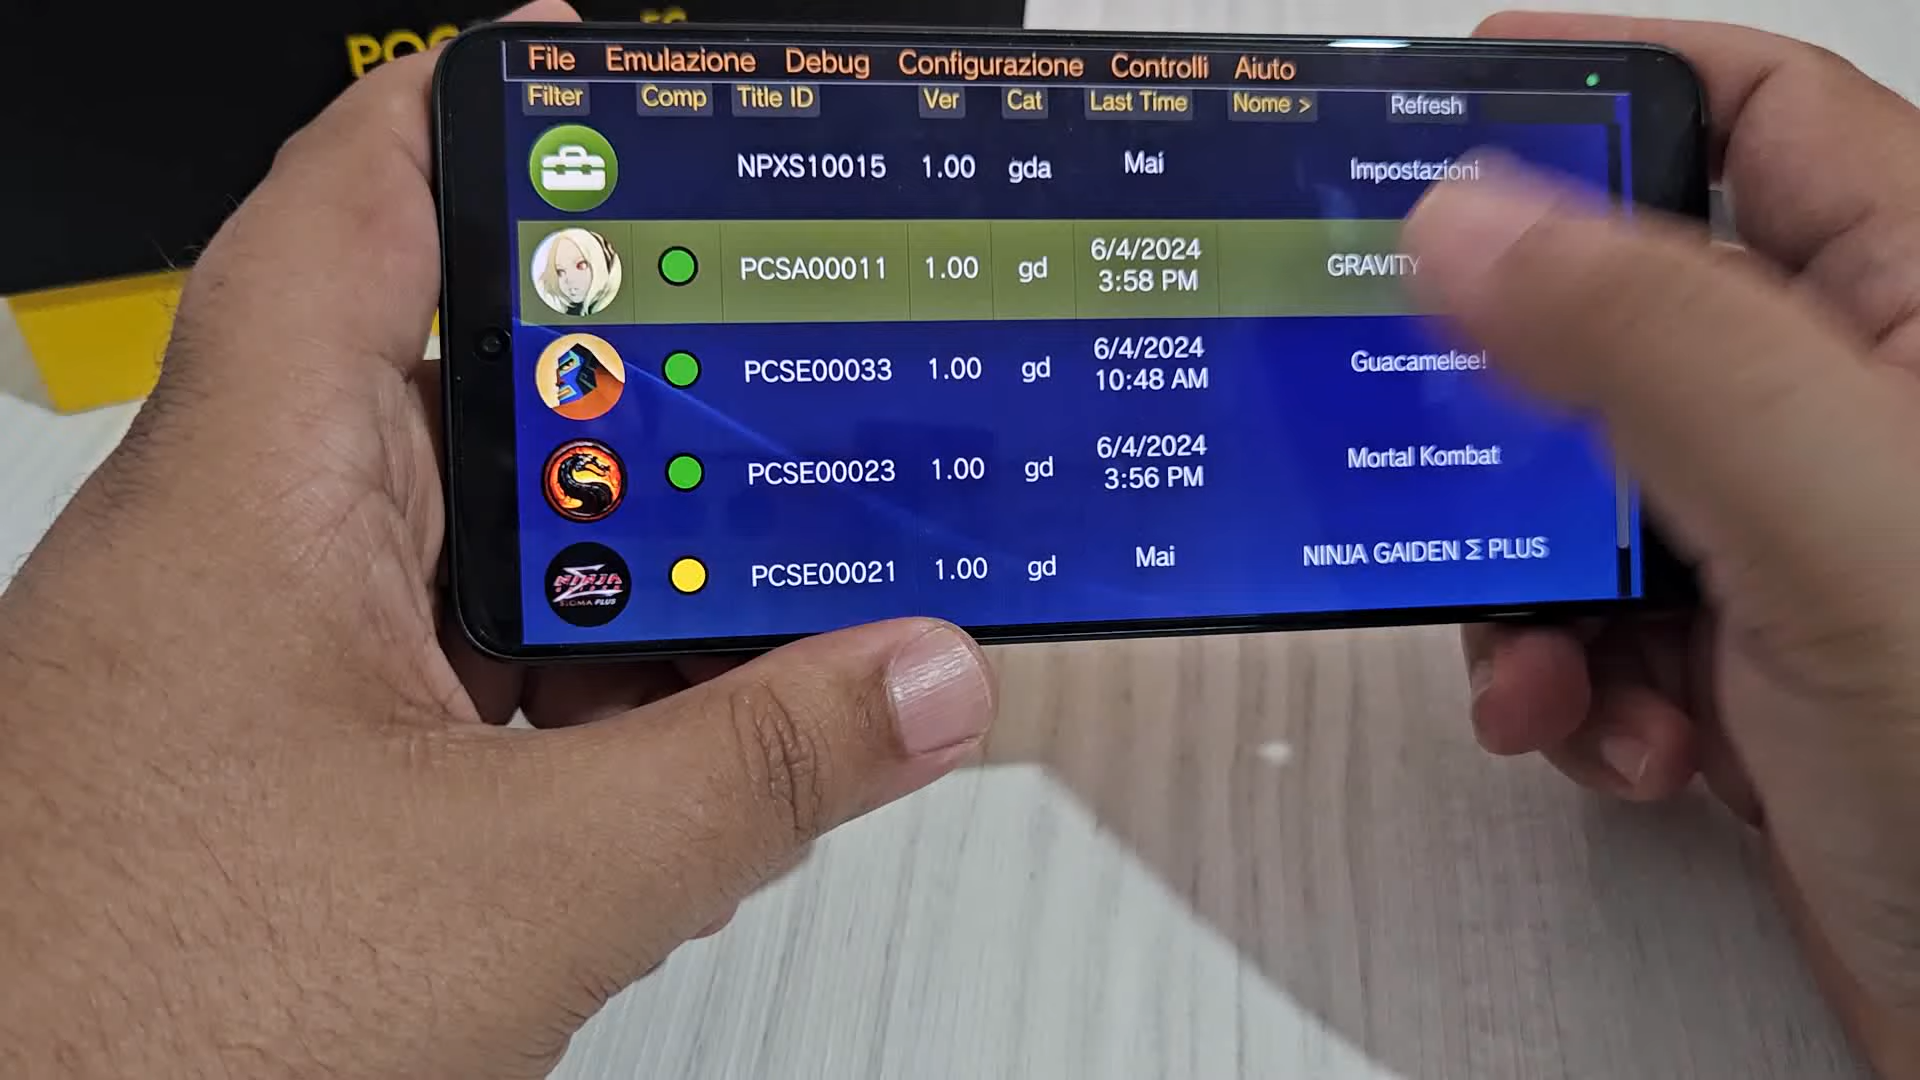 File Emulazione Debug Configurazione Controlli Aiuto
Filter Comp Title ID Ver Cat Last Time Nome > Refresh
NPXS10015 1.00 gda Mai Impostazioni
PCSA00011 1.00 gd 6/4/2024 3:58 PM GRAVITY
PCSE00033 1.00 gd 6/4/2024 10:48 AM Guacamelee!
PCSE00023 1.00 gd 6/4/2024 3:56 PM Mortal Kombat
NINJA
SIGMA PLUS
PCSE00021 1.00 gd Mai NINJA GAIDEN Σ PLUS